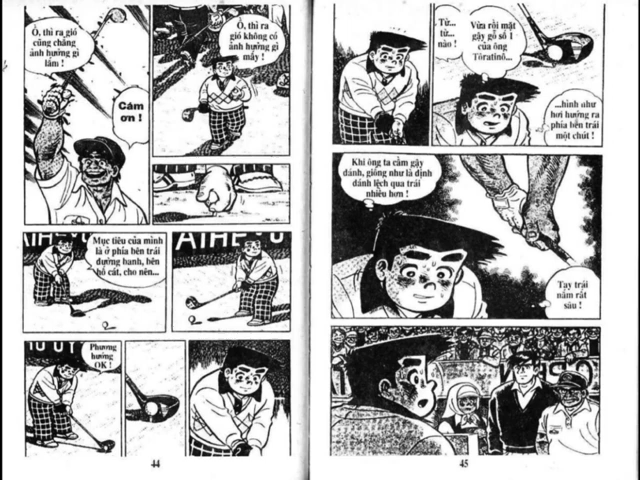 Ồ, thì ra
gió
cũng chẳng
ảnh hưởng gì
lắm !
Cám
ơn !
Ồ, thì ra
gió không có
ảnh hưởng gì
mấy !
Mục tiêu của mình
là ở phía bên trái
đường banh, bên
hố cát, cho nên...
Phương
hướng
OK !
44
Từ...
từ...
nào !
Vừa rồi mặt
gậy gỗ số 1
của ông
Tôratinô...
...hình như
hơi hướng ra
phía bên trái
một chút !
Khi ông ta cầm gậy
đánh, giống như là định
đánh lệch qua trái
nhiều hơn !
Tay trái
nắm rất
sâu !
45